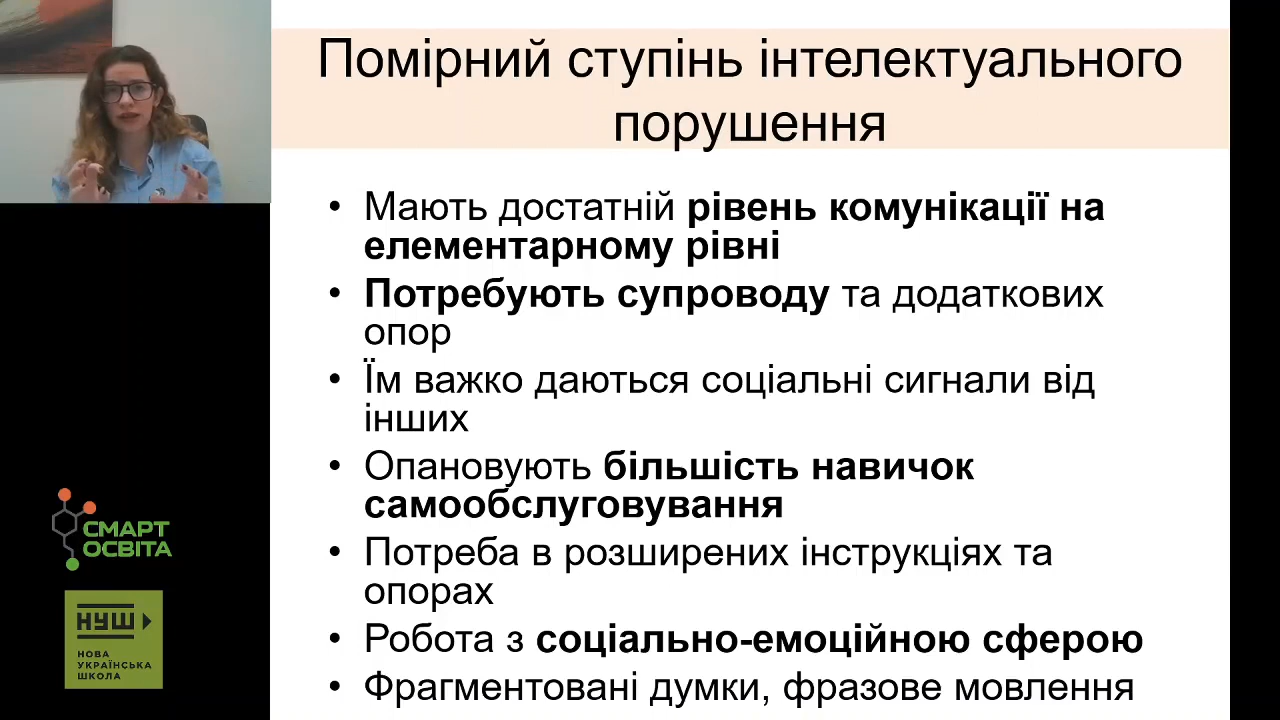 Помірний ступінь інтелектуального
порушення
• Мають достатній рівень комунікації на
елементарному рівні
• Потребують супроводу та додаткових
опор
• Їм важко даються соціальні сигнали від
інших
• Опановують більшість навичок
самообслуговування
• Потреба в розширених інструкціях та
опорах
• Робота з соціально-емоційною сферою
• Фрагментовані думки, фразове мовлення
СМАРТ
ОСВІТА
НУШ
НОВА
УКРАЇНСЬКА
ШКОЛА